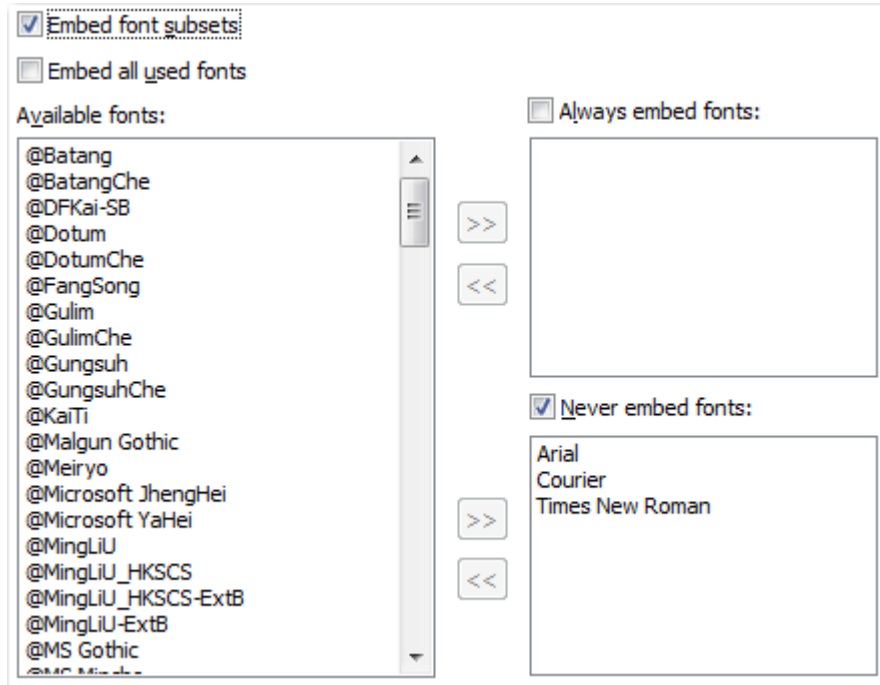 Embed font subsets
Embed all used fonts
Available fonts:
@Batang
@BatangChe
@DFKai-SB
@Dotum
@DotumChe
@FangSong
@Gulim
@GulimChe
@Gungsuh
@GungsuhChe
@KaiTi
@Malgun Gothic
@Meiryo
@Microsoft JhengHei
@Microsoft YaHei
@MingLiU
@MingLiU_HKSCS
@MingLiU_HKSCS-ExtB
@MingLiU-ExtB
@MS Gothic
>>
<<
>>
<<
Always embed fonts:
Never embed fonts:
Arial
Courier
Times New Roman